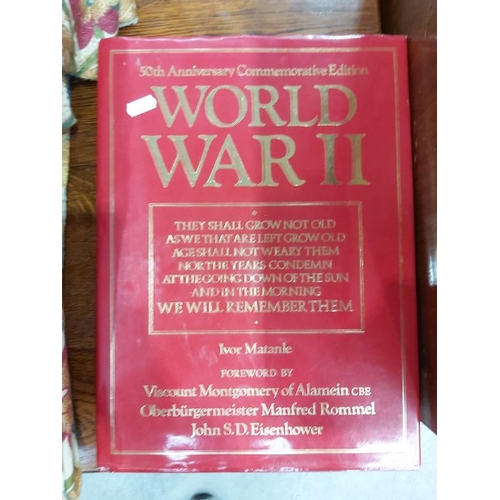 50th Anniversary Commemorative Edition
WORLD
WAR II
THEY SHALL GROW NOT OLD
AS WE THAT ARE LEFT GROW OLD
AGE SHALL NOT WEARY THEM
NOR THE YEARS CONDEMN
AT THE GOING DOWN OF THE SUN
AND IN THE MORNING
WE WILL REMEMBER THEM
Ivor Matanle
FOREWORD BY
Viscount Montgomery of Alamein CBE
Oberbürgermeister Manfred Rommel
John S.D. Eisenhower